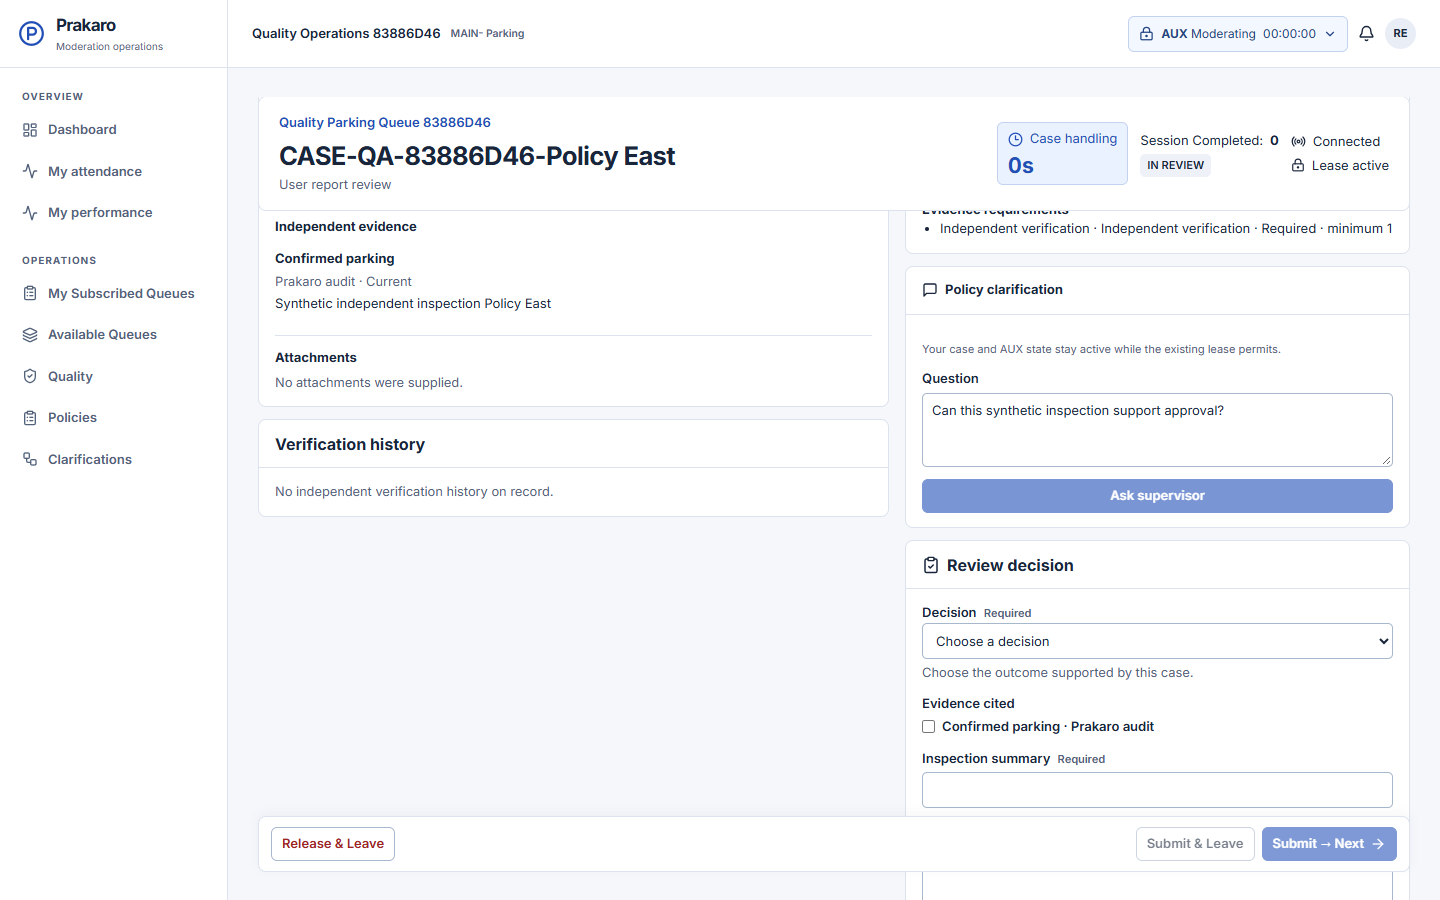 Prakaro
Moderation operations
OVERVIEW
Dashboard
My attendance
My performance
OPERATIONS
My Subscribed Queues
Available Queues
Quality
Policies
Clarifications
Quality Operations 83886D46 MAIN- Parking
AUX Moderating 00:00:00
RE
Quality Parking Queue 83886D46
CASE-QA-83886D46-Policy East
User report review
Case handling
0s
Session Completed: 0
IN REVIEW
Connected
Lease active
Independent evidence
Confirmed parking
Prakaro audit · Current
Synthetic independent inspection Policy East
Attachments
No attachments were supplied.
Verification history
No independent verification history on record.
Evidence requirements
• Independent verification · Independent verification · Required · minimum 1
Policy clarification
Your case and AUX state stay active while the existing lease permits.
Question
Can this synthetic inspection support approval?
Ask supervisor
Review decision
Decision Required
Choose a decision
Choose the outcome supported by this case.
Evidence cited
Confirmed parking · Prakaro audit
Inspection summary Required
Release & Leave
Submit & Leave
Submit → Next →